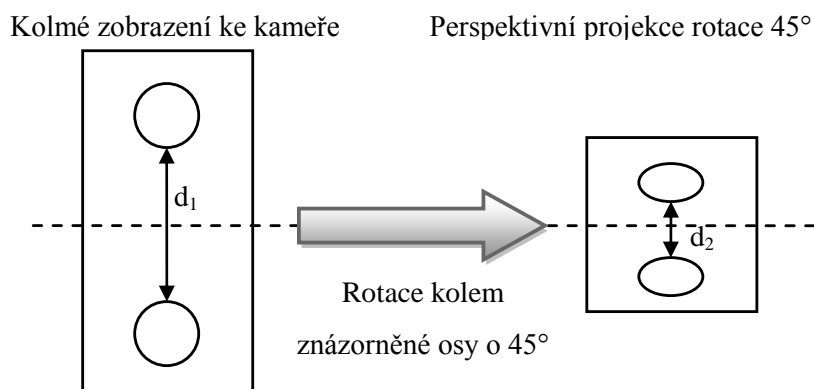 Kolmé zobrazení ke kameře
Perspektivní projekce rotace 45°
d₁
d₂
Rotace kolem
znázorněné osy o 45°